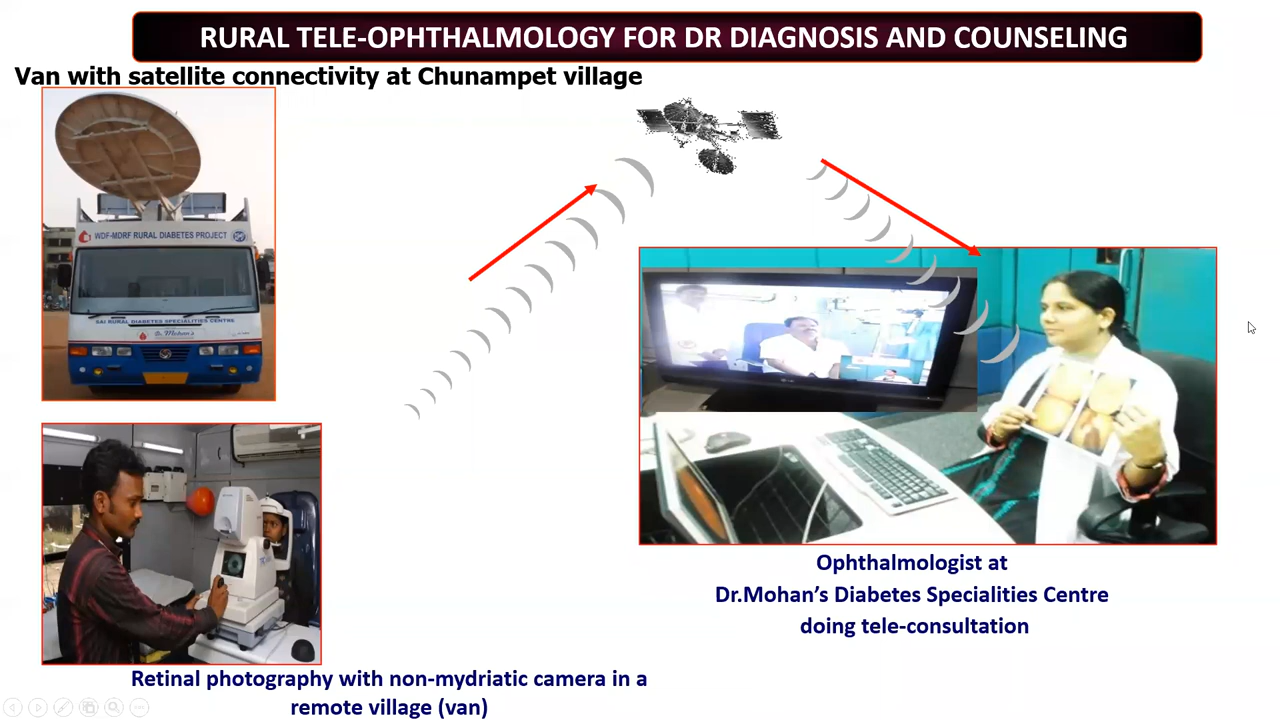 RURAL TELE-OPHTHALMOLOGY FOR DR DIAGNOSIS AND COUNSELING
Van with satellite connectivity at Chunampet village
WDF-MDRF RURAL DIABETES PROJECT
SAI RURAL DIABETES SPECIALITIES CENTRE
Dr. Mohan's
Ophthalmologist at
Dr.Mohan's Diabetes Specialities Centre
doing tele-consultation
Retinal photography with non-mydriatic camera in a
remote village (van)